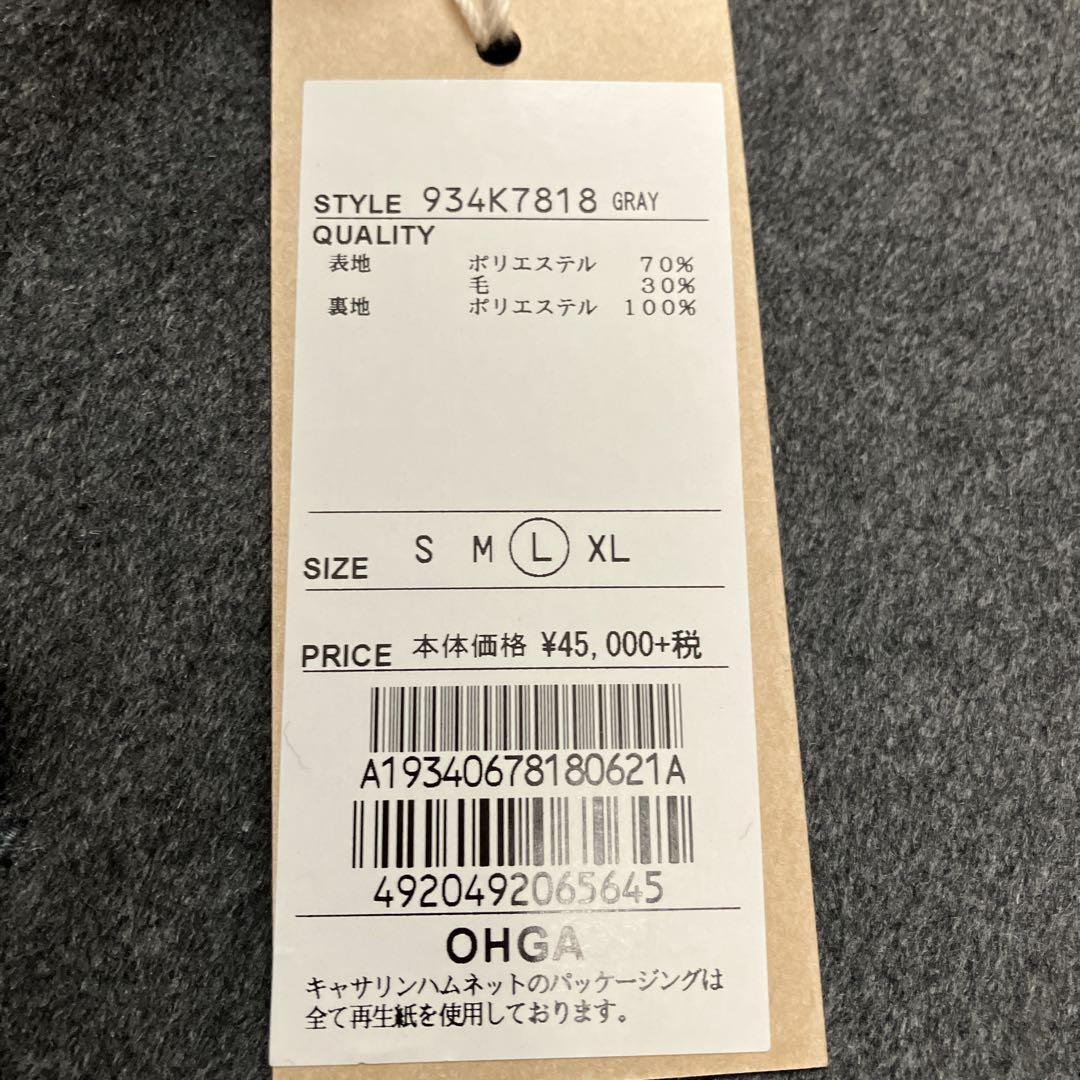 STYLE 934K7818 GRAY
QUALITY
表地 ポリエステル 70%
毛 30%
裏地 ポリエステル 100%
SIZE S M L XL
PRICE 本体価格 ¥45,000+税
A19340678180621A
4920492065645
OHGA
キャサリンハムネットのパッケージングは
全て再生紙を使用しております。